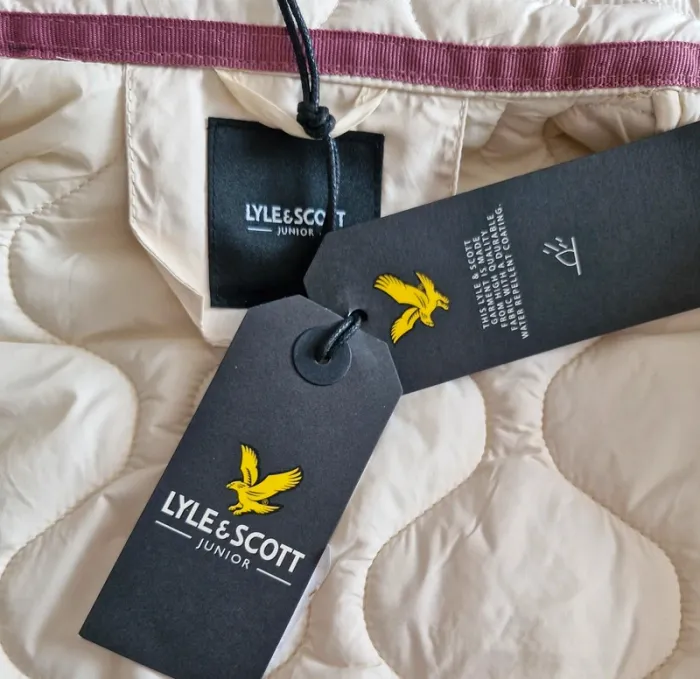 LYLE & SCOTT
JUNIOR
THIS LYLE & SCOTT
GARMENT IS MADE
FROM HIGH QUALITY
FABRIC WITH A DURABLE
WATER REPELLENT COATING.
LYLE & SCOTT
JUNIOR